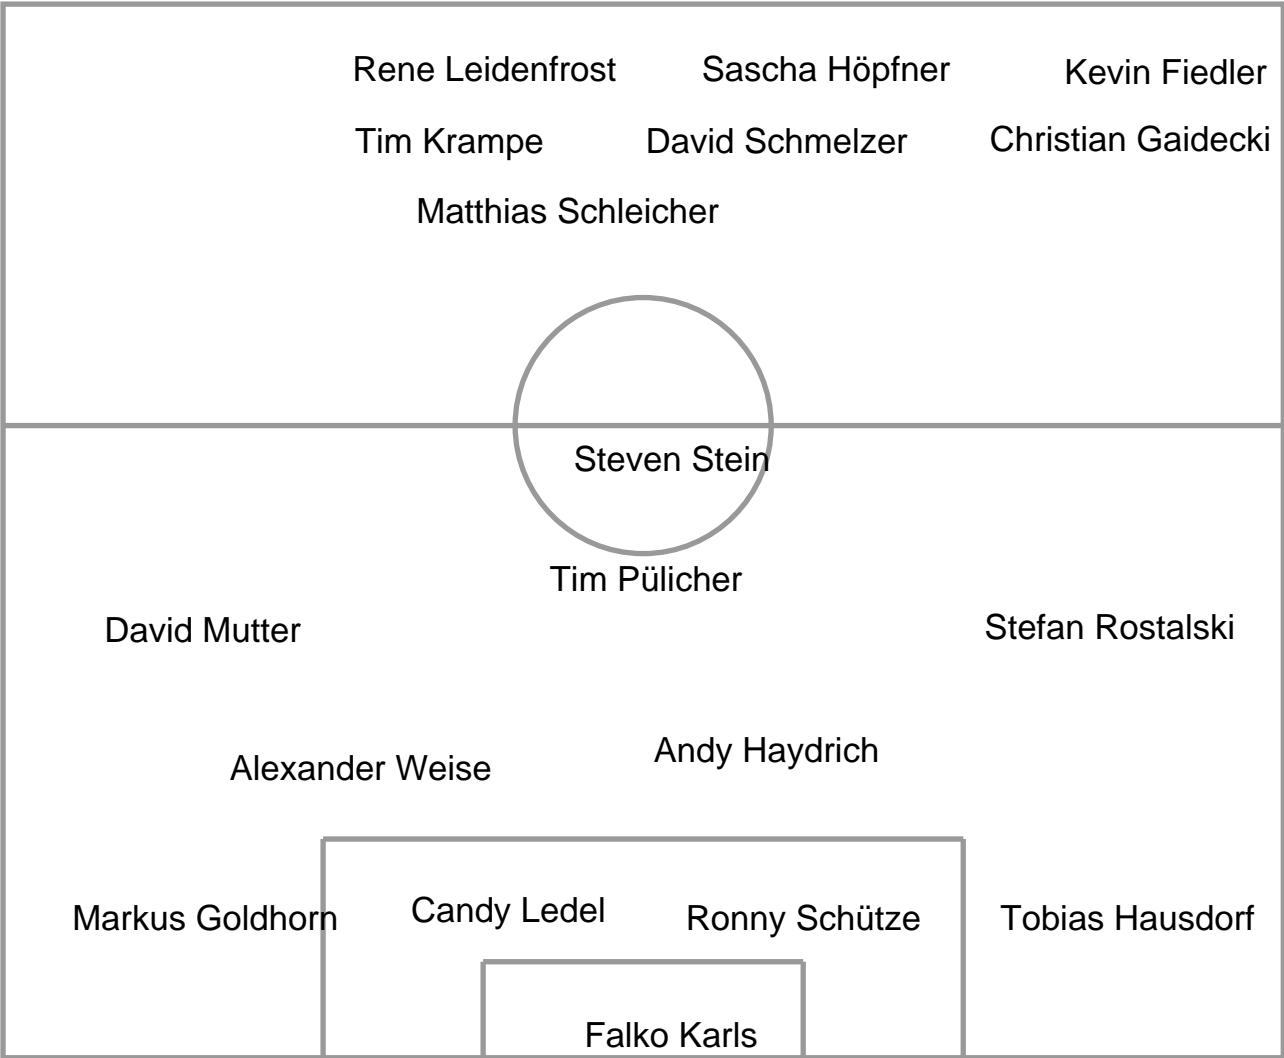 Rene Leidenfrost Sascha Höpfner Kevin Fiedler
Tim Krampe David Schmelzer Christian Gaidecki
Matthias Schleicher
Steven Stein
Tim Pülicher
David Mutter Stefan Rostalski
Alexander Weise Andy Haydrich
Markus Goldhorn Candy Ledel Ronny Schütze Tobias Hausdorf
Falko Karls